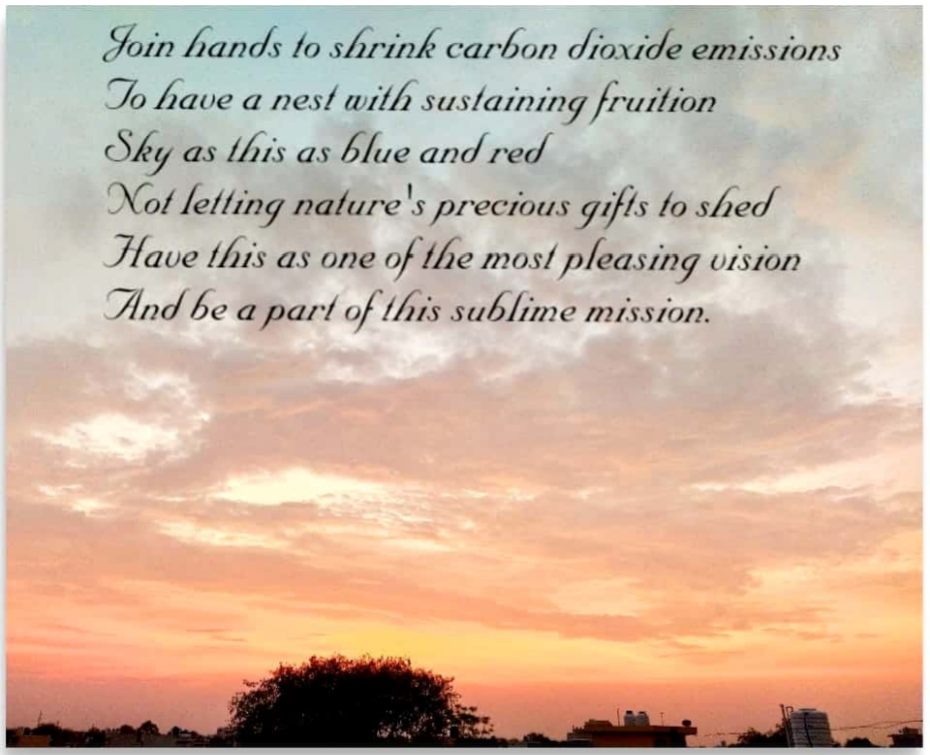 Join hands to shrink carbon dioxide emissions
To have a nest with sustaining fruition
Sky as this as blue and red
Not letting nature's precious gifts to shed
Have this as one of the most pleasing vision
And be a part of this sublime mission.